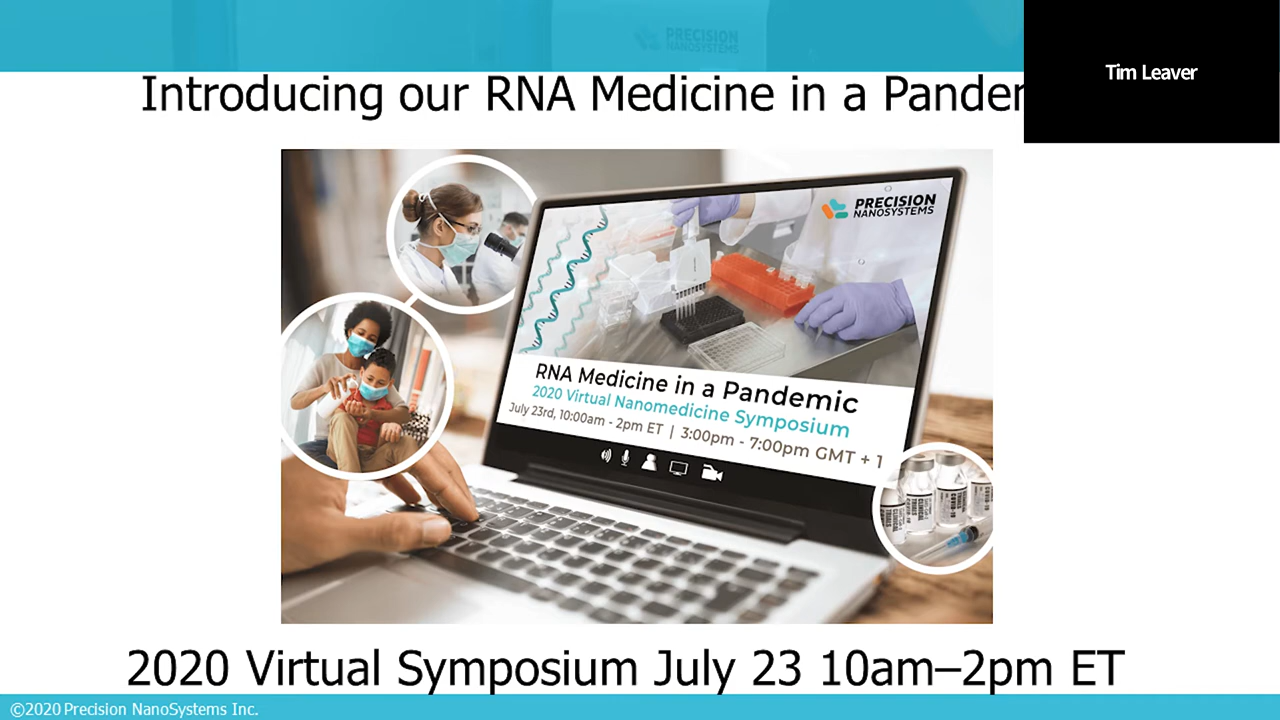 PRECISION
NANOSYSTEMS
Tim Leaver
Introducing our RNA Medicine in a Pander
PRECISION
NANOSYSTEMS
RNA Medicine in a Pandemic
2020 Virtual Nanomedicine Symposium
July 23rd, 10:00am - 2pm ET | 3:00pm - 7:00pm GMT + 1
2020 Virtual Symposium July 23 10am–2pm ET
©2020 Precision NanoSystems Inc.